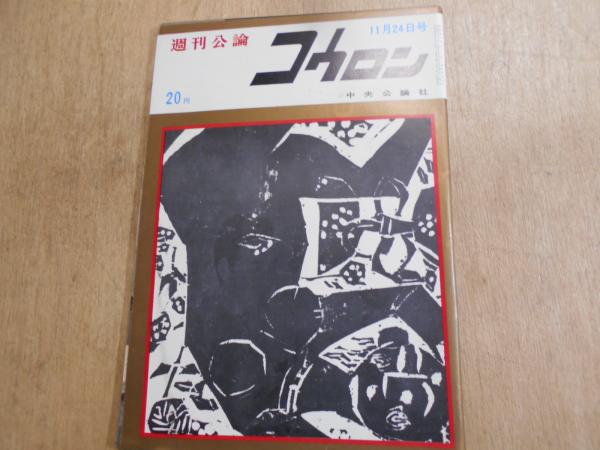 週刊公論
コウロン
11月24日号
20円
中央公論社